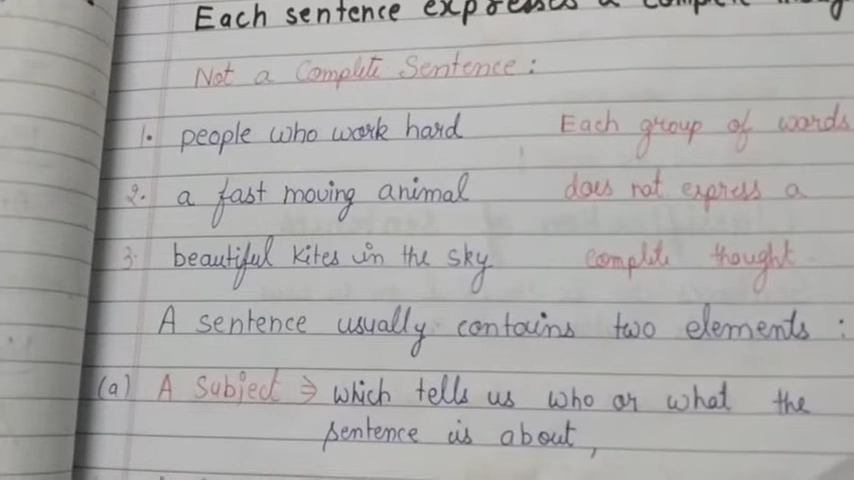 Each sentence expresses a
Not a Complete Sentence :
1. people who work hard Each group of words
2. a fast moving animal does not express a
3. beautiful kites in the sky complete thought
A sentence usually contains two elements :
(a) A Subject ⇒ which tells us who or what the
sentence is about,